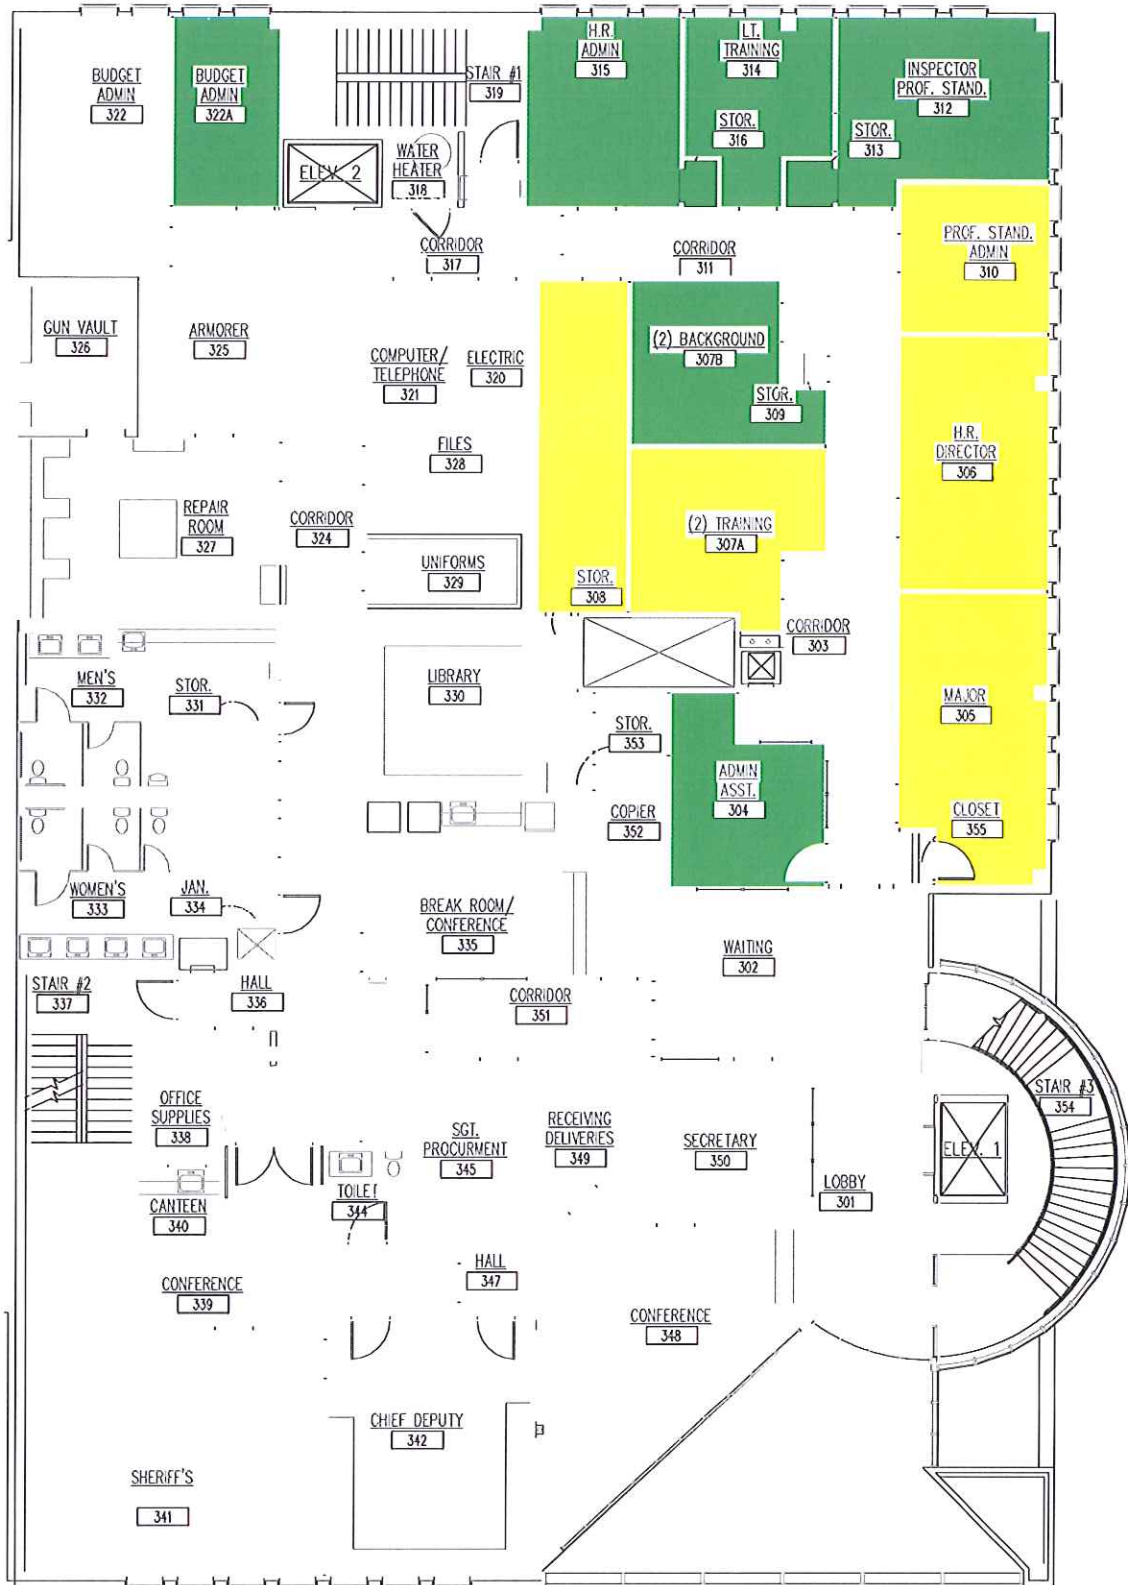 BUDGET
ADMIN
322
BUDGET
ADMIN
322A
STAIR #1
319
H.R.
ADMIN
315
LT.
TRAINING
314
INSPECTOR
PROF. STAND.
312
STOR.
316
STOR.
313
ELEV. 2
WATER
HEATER
318
CORRIDOR
317
CORRIDOR
311
PROF. STAND.
ADMIN
310
GUN VAULT
326
ARMORER
325
COMPUTER/
TELEPHONE
321
ELECTRIC
320
(2) BACKGROUND
307B
STOR.
309
FILES
328
H.R.
DIRECTOR
306
REPAIR
ROOM
327
CORRIDOR
324
(2) TRAINING
307A
UNIFORMS
329
STOR.
308
CORRIDOR
303
MEN'S
332
STOR.
331
LIBRARY
330
MAJOR
305
STOR.
353
ADMIN
ASST.
304
COPIER
352
CLOSET
355
WOMEN'S
333
JAN.
334
BREAK ROOM/
CONFERENCE
335
WAITING
302
STAIR #2
337
HALL
336
CORRIDOR
351
STAIR #3
354
OFFICE
SUPPLIES
338
SGT.
PROCURMENT
345
RECEIVING
DELIVERIES
349
SECRETARY
350
ELEV. 1
CANTEEN
340
TOILET
344
LOBBY
301
CONFERENCE
339
HALL
347
CONFERENCE
348
CHIEF DEPUTY
342
SHERIFF'S
341